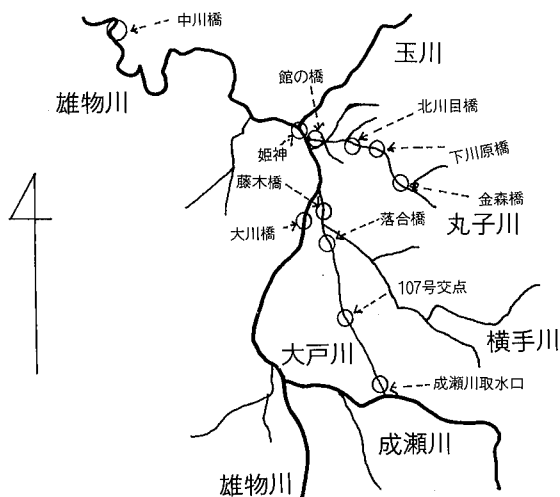 中川橋
玉川
館の橋
雄物川
北川目橋
姫神
下川原橋
藤木橋
金森橋
丸子川
大川橋
落合橋
107号交点
横手川
大戸川
成瀬川取水口
成瀬川
雄物川